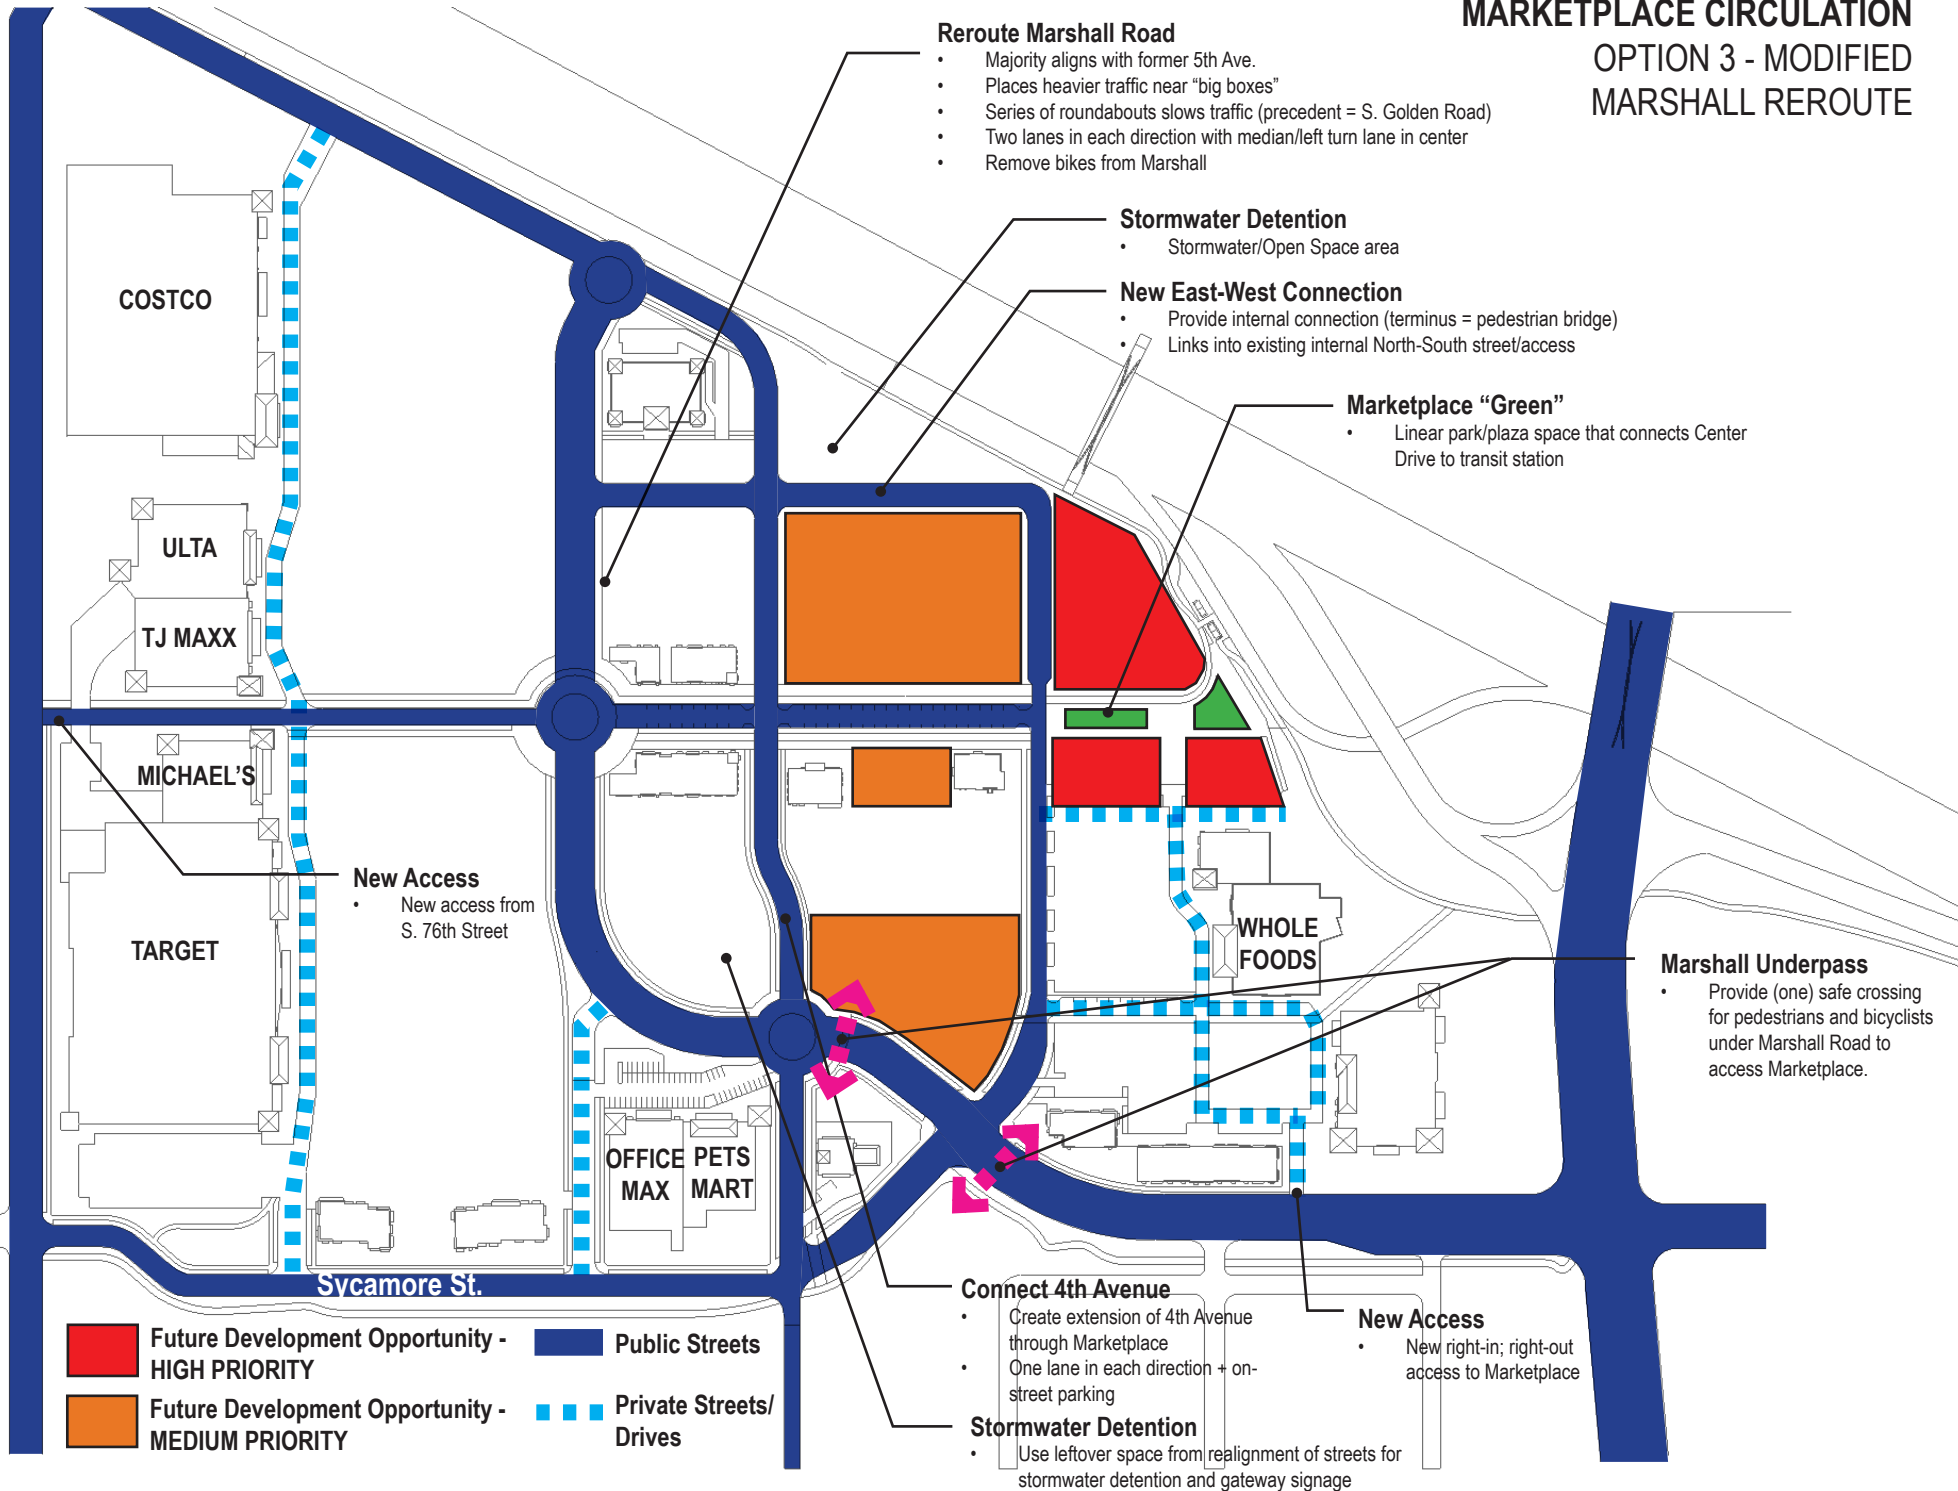 MARKETPLACE CIRCULATION
OPTION 3 - MODIFIED
MARSHALL REROUTE
Reroute Marshall Road
• Majority aligns with former 5th Ave.
• Places heavier traffic near “big boxes”
• Series of roundabouts slows traffic (precedent = S. Golden Road)
• Two lanes in each direction with median/left turn lane in center
• Remove bikes from Marshall
Stormwater Detention
• Stormwater/Open Space area
New East-West Connection
• Provide internal connection (terminus = pedestrian bridge)
• Links into existing internal North-South street/access
Marketplace “Green”
• Linear park/plaza space that connects Center
Drive to transit station
COSTCO
ULTA
TJ MAXX
MICHAEL'S
TARGET
New Access
• New access from
S. 76th Street
WHOLE
FOODS
Marshall Underpass
• Provide (one) safe crossing
for pedestrians and bicyclists
under Marshall Road to
access Marketplace.
OFFICE
MAX
PETS
MART
Sycamore St.
Connect 4th Avenue
• Create extension of 4th Avenue
through Marketplace
• One lane in each direction + on-
street parking
New Access
• New right-in; right-out
access to Marketplace
Stormwater Detention
• Use leftover space from realignment of streets for
stormwater detention and gateway signage
Future Development Opportunity -
HIGH PRIORITY
Future Development Opportunity -
MEDIUM PRIORITY
Public Streets
Private Streets/
Drives